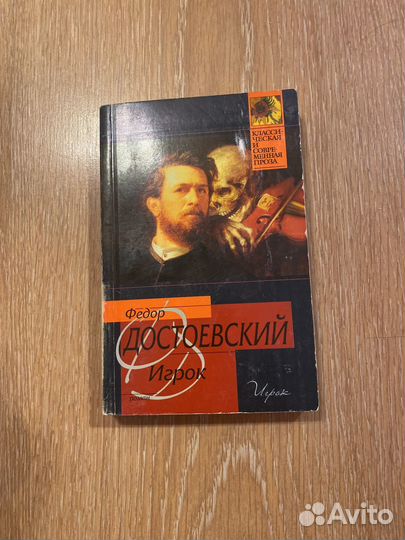 КЛАССИ-
ЧЕСКАЯ И
СОВРЕ-
МЕННАЯ
ПРОЗА
Федор
ДОСТОЕВСКИЙ
Игрок
роман
Игрок
Avito